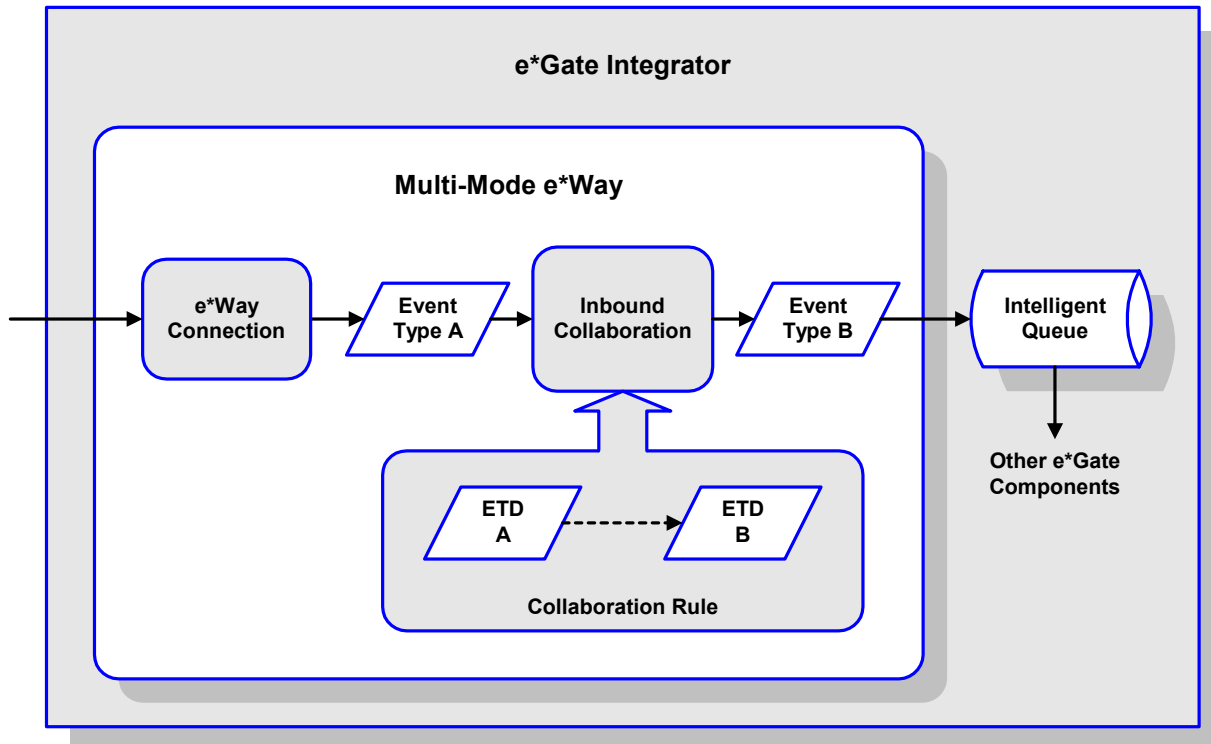 e*Gate Integrator
Multi-Mode e*Way
e*Way
Connection
Event
Type A
Inbound
Collaboration
Event
Type B
Intelligent
Queue
Other e*Gate
Components
ETD
A
ETD
B
Collaboration Rule